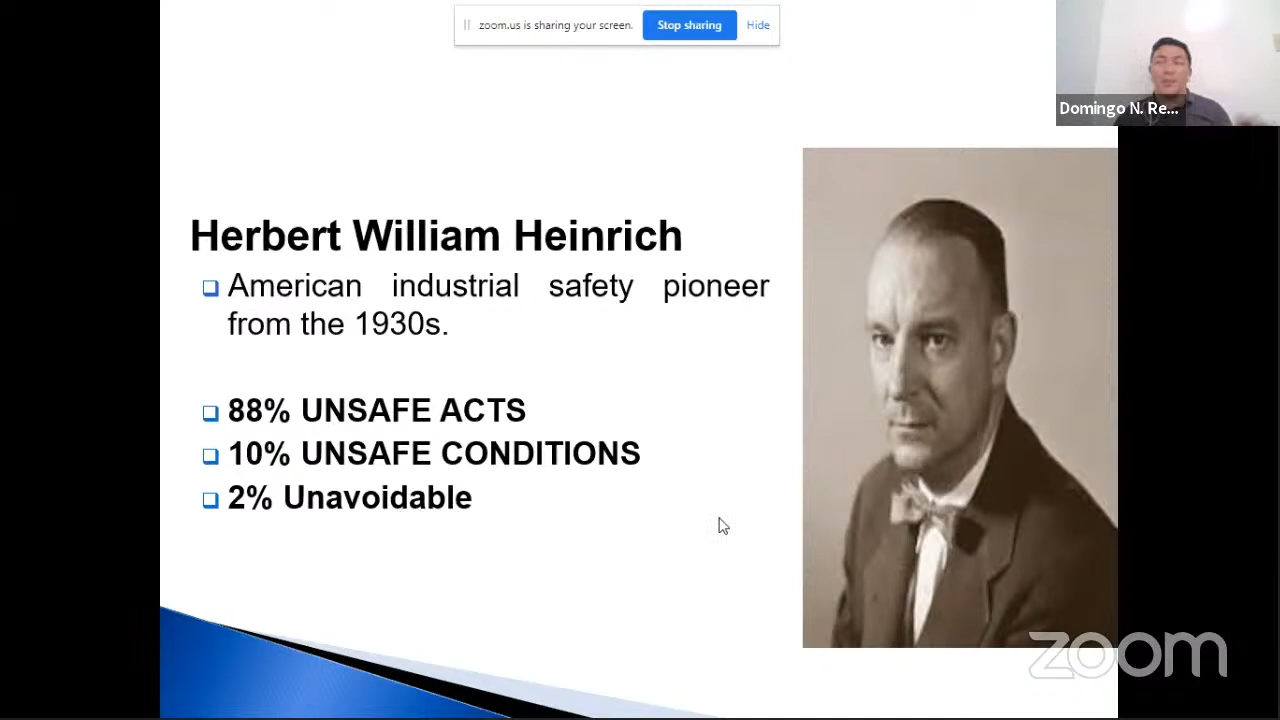 zoom.us is sharing your screen. Stop sharing Hide
Domingo N. Re...
Herbert William Heinrich
American industrial safety pioneer
from the 1930s.
88% UNSAFE ACTS
10% UNSAFE CONDITIONS
2% Unavoidable
zoom